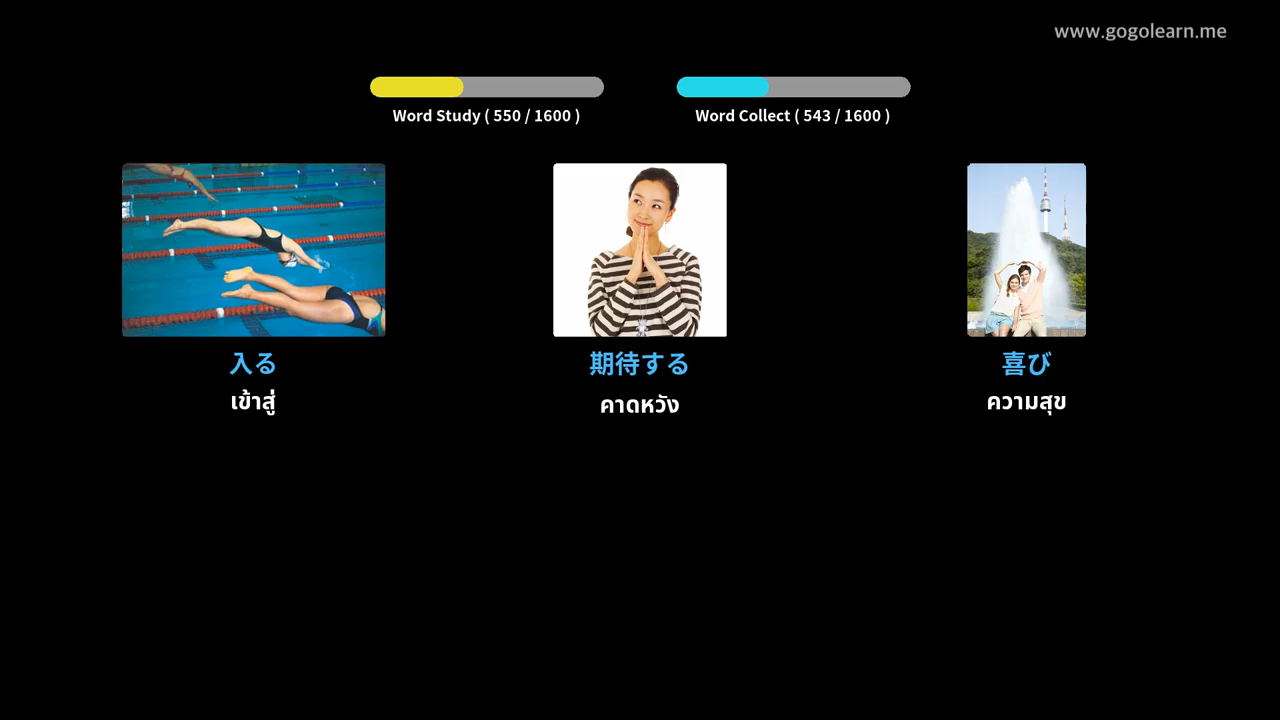 www.gogolearn.me
Word Study ( 550 / 1600 )
Word Collect ( 543 / 1600 )
入る
เข้าสู่
期待する
คาดหวัง
喜び
ความสุข